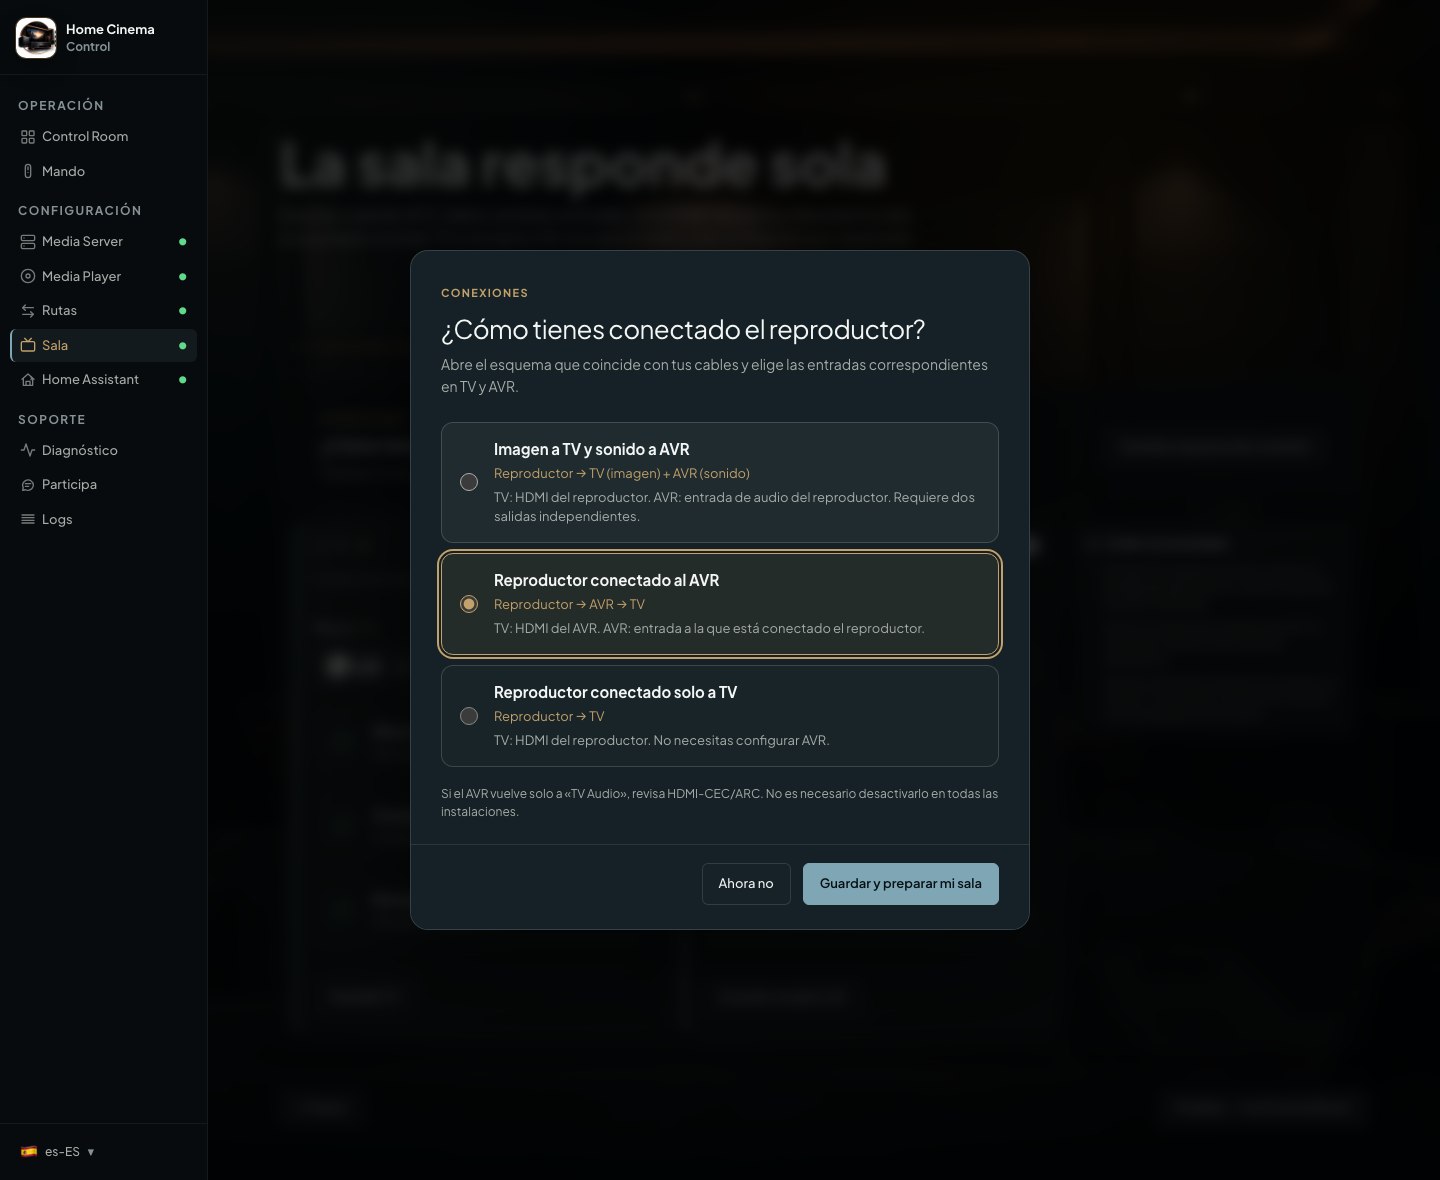 Home Cinema
Control
OPERACIÓN
Control Room
Mando
CONFIGURACIÓN
Media Server
Media Player
Rutas
Sala
Home Assistant
SOPORTE
Diagnóstico
Participa
Logs
es-ES
La sala responde sola
CONEXIONES
¿Cómo tienes conectado el reproductor?
Abre el esquema que coincide con tus cables y elige las entradas correspondientes
en TV y AVR.
Imagen a TV y sonido a AVR
Reproductor → TV (imagen) + AVR (sonido)
TV: HDMI del reproductor. AVR: entrada de audio del reproductor. Requiere dos
salidas independientes.
Reproductor conectado al AVR
Reproductor → AVR → TV
TV: HDMI del AVR. AVR: entrada a la que está conectado el reproductor.
Reproductor conectado solo a TV
Reproductor → TV
TV: HDMI del reproductor. No necesitas configurar AVR.
Si el AVR vuelve solo a «TV Audio», revisa HDMI-CEC/ARC. No es necesario desactivarlo en todas las
instalaciones.
Ahora no
Guardar y preparar mi sala